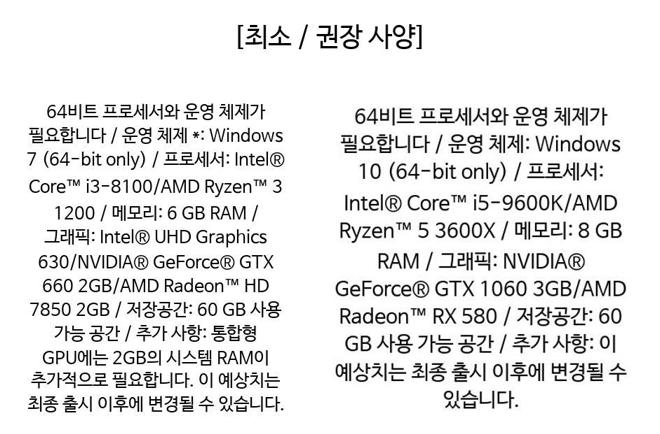 [최소 / 권장 사양]
64비트 프로세서와 운영 체제가
필요합니다 / 운영 체제 *: Windows
7 (64-bit only) / 프로세서: Intel®
Core™ i3-8100/AMD Ryzen™ 3
1200 / 메모리: 6 GB RAM /
그래픽: Intel® UHD Graphics
630/NVIDIA® GeForce® GTX
660 2GB/AMD Radeon™ HD
7850 2GB / 저장공간: 60 GB 사용
가능 공간 / 추가 사항: 통합형
GPU에는 2GB의 시스템 RAM이
추가적으로 필요합니다. 이 예상치는
최종 출시 이후에 변경될 수 있습니다.
64비트 프로세서와 운영 체제가
필요합니다 / 운영 체제: Windows
10 (64-bit only) / 프로세서:
Intel® Core™ i5-9600K/AMD
Ryzen™ 5 3600X / 메모리: 8 GB
RAM / 그래픽: NVIDIA®
GeForce® GTX 1060 3GB/AMD
Radeon™ RX 580 / 저장공간: 60
GB 사용 가능 공간 / 추가 사항: 이
예상치는 최종 출시 이후에 변경될 수
있습니다.